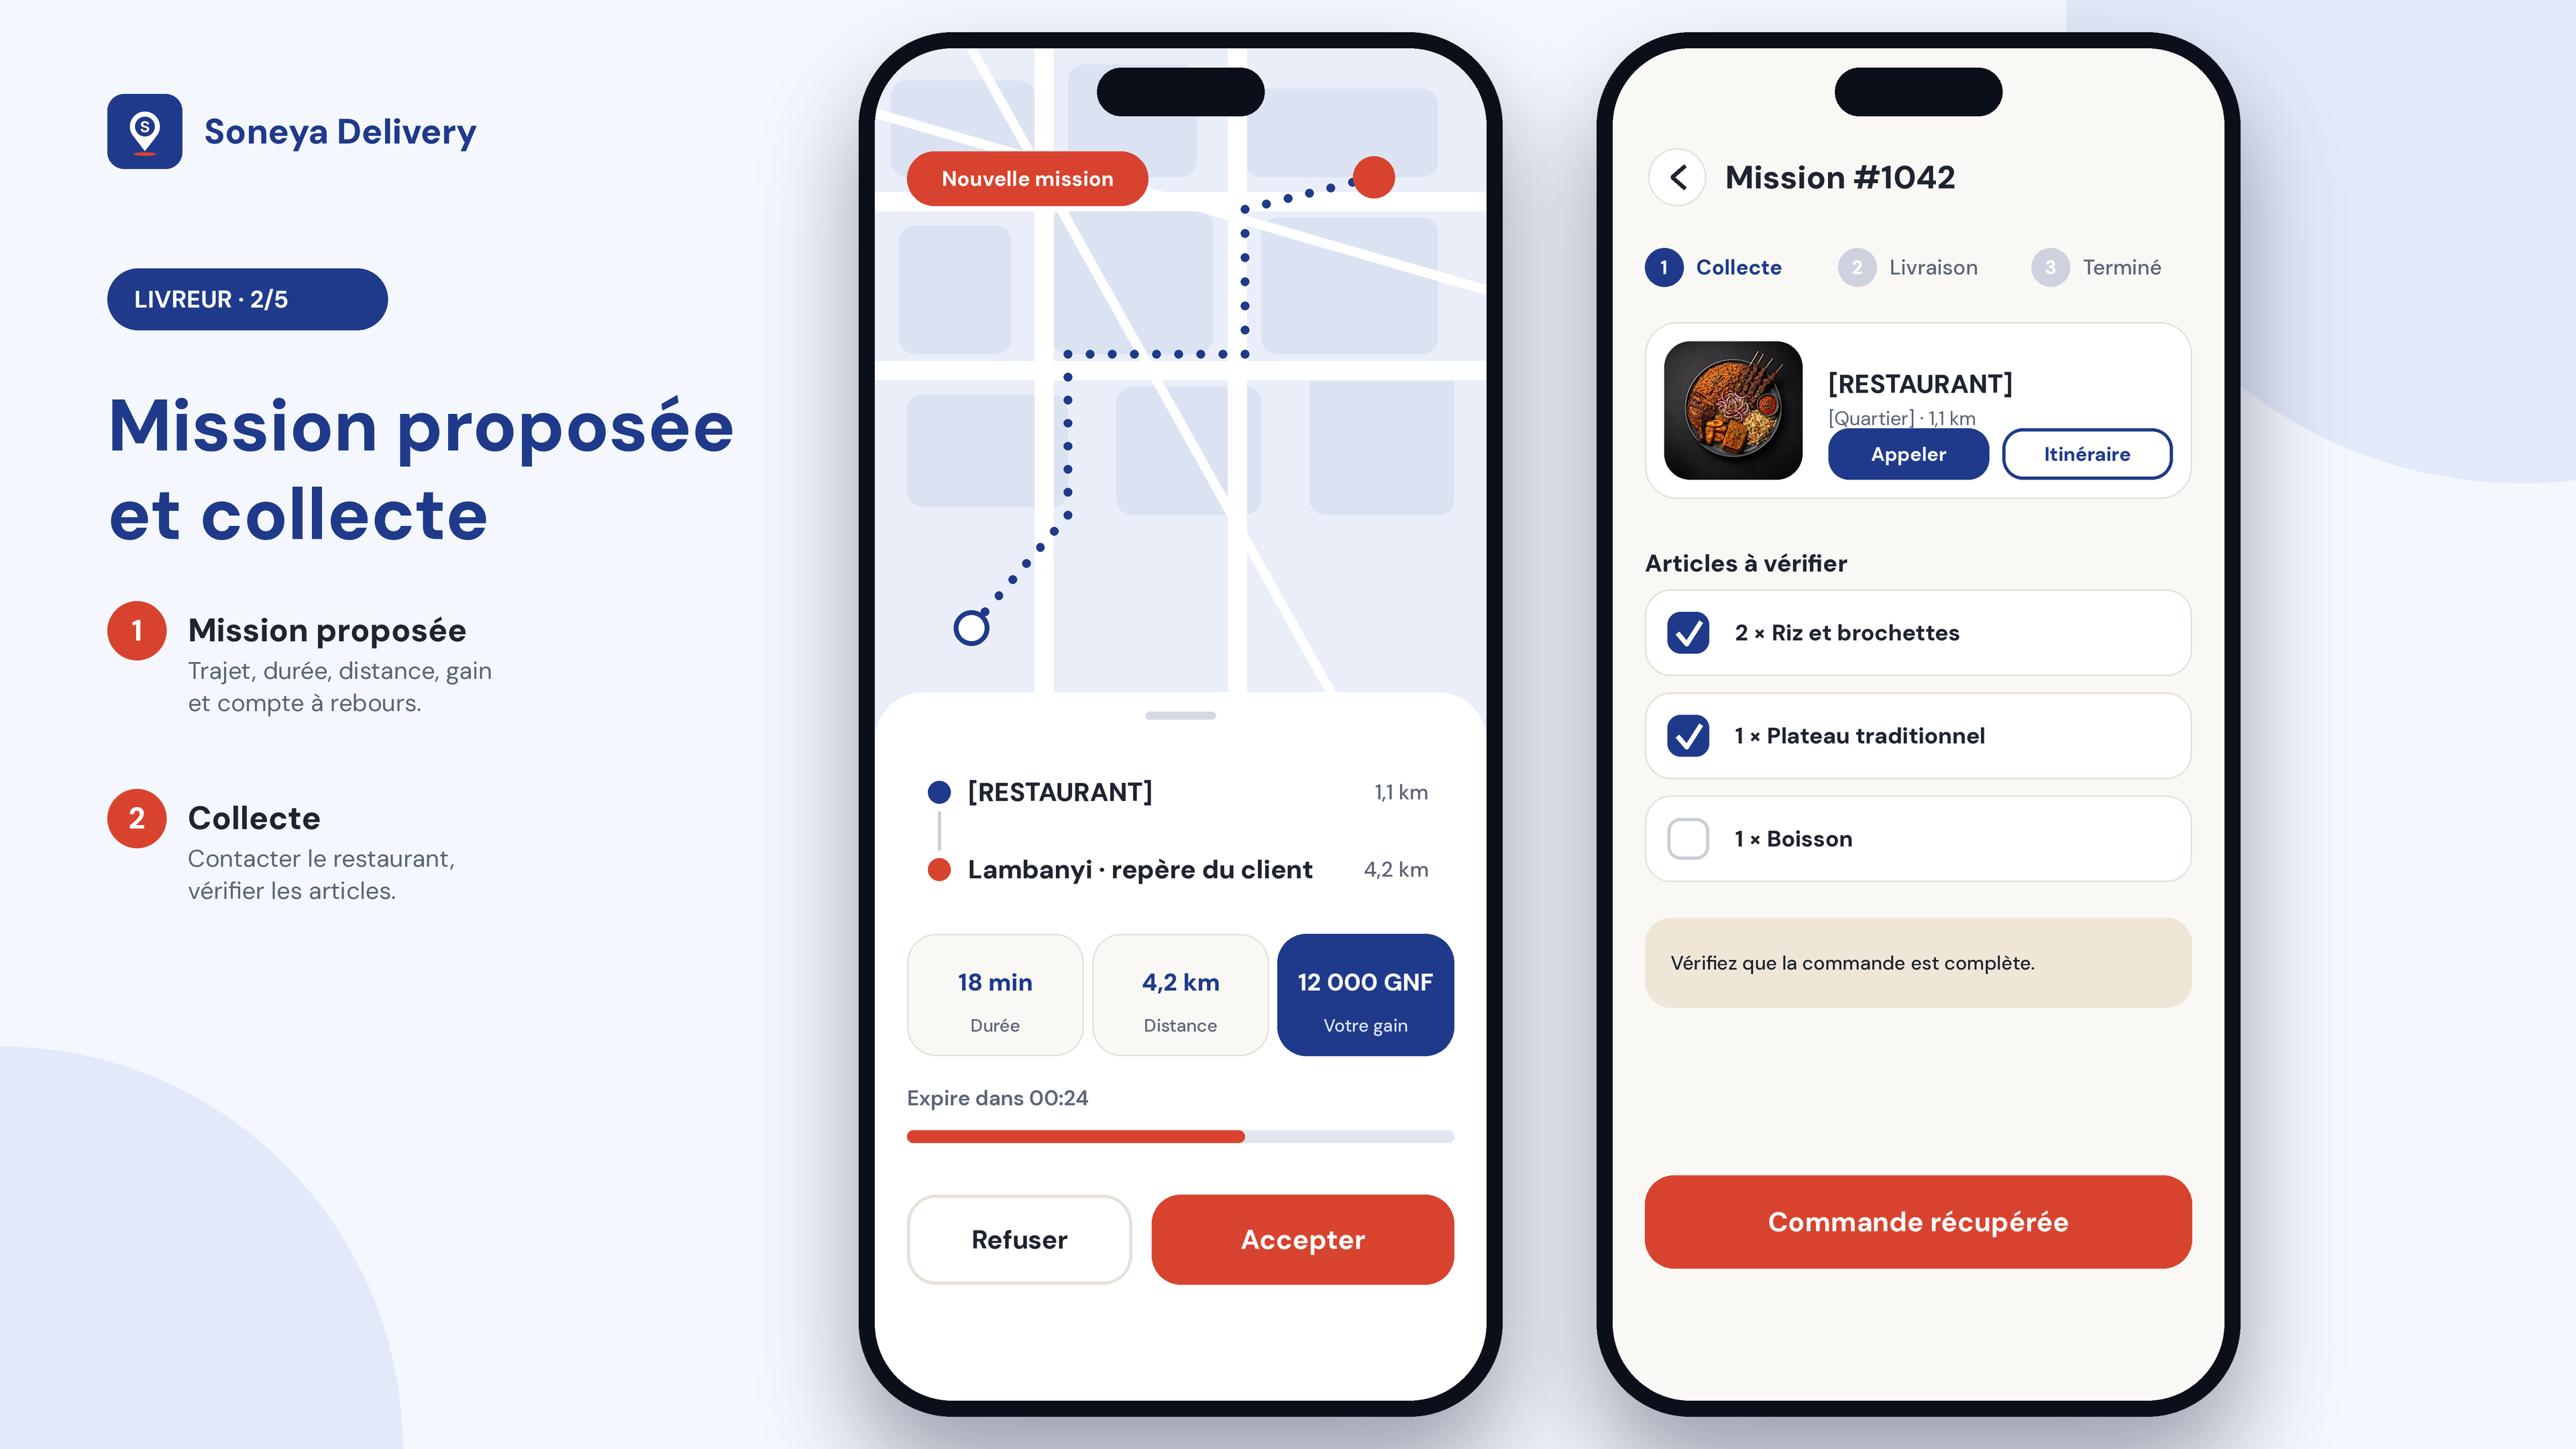 S
Soneya Delivery
LIVREUR · 2/5
Mission proposée
et collecte
1
Mission proposée
Trajet, durée, distance, gain
et compte à rebours.
2
Collecte
Contacter le restaurant,
vérifier les articles.
Nouvelle mission
[RESTAURANT] 1,1 km
Lambanyi · repère du client 4,2 km
18 min
Durée
4,2 km
Distance
12 000 GNF
Votre gain
Expire dans 00:24
Refuser
Accepter
Mission #1042
1 Collecte 2 Livraison 3 Terminé
[RESTAURANT]
[Quartier] · 1,1 km
Appeler
Itinéraire
Articles à vérifier
2 × Riz et brochettes
1 × Plateau traditionnel
1 × Boisson
Vérifiez que la commande est complète.
Commande récupérée